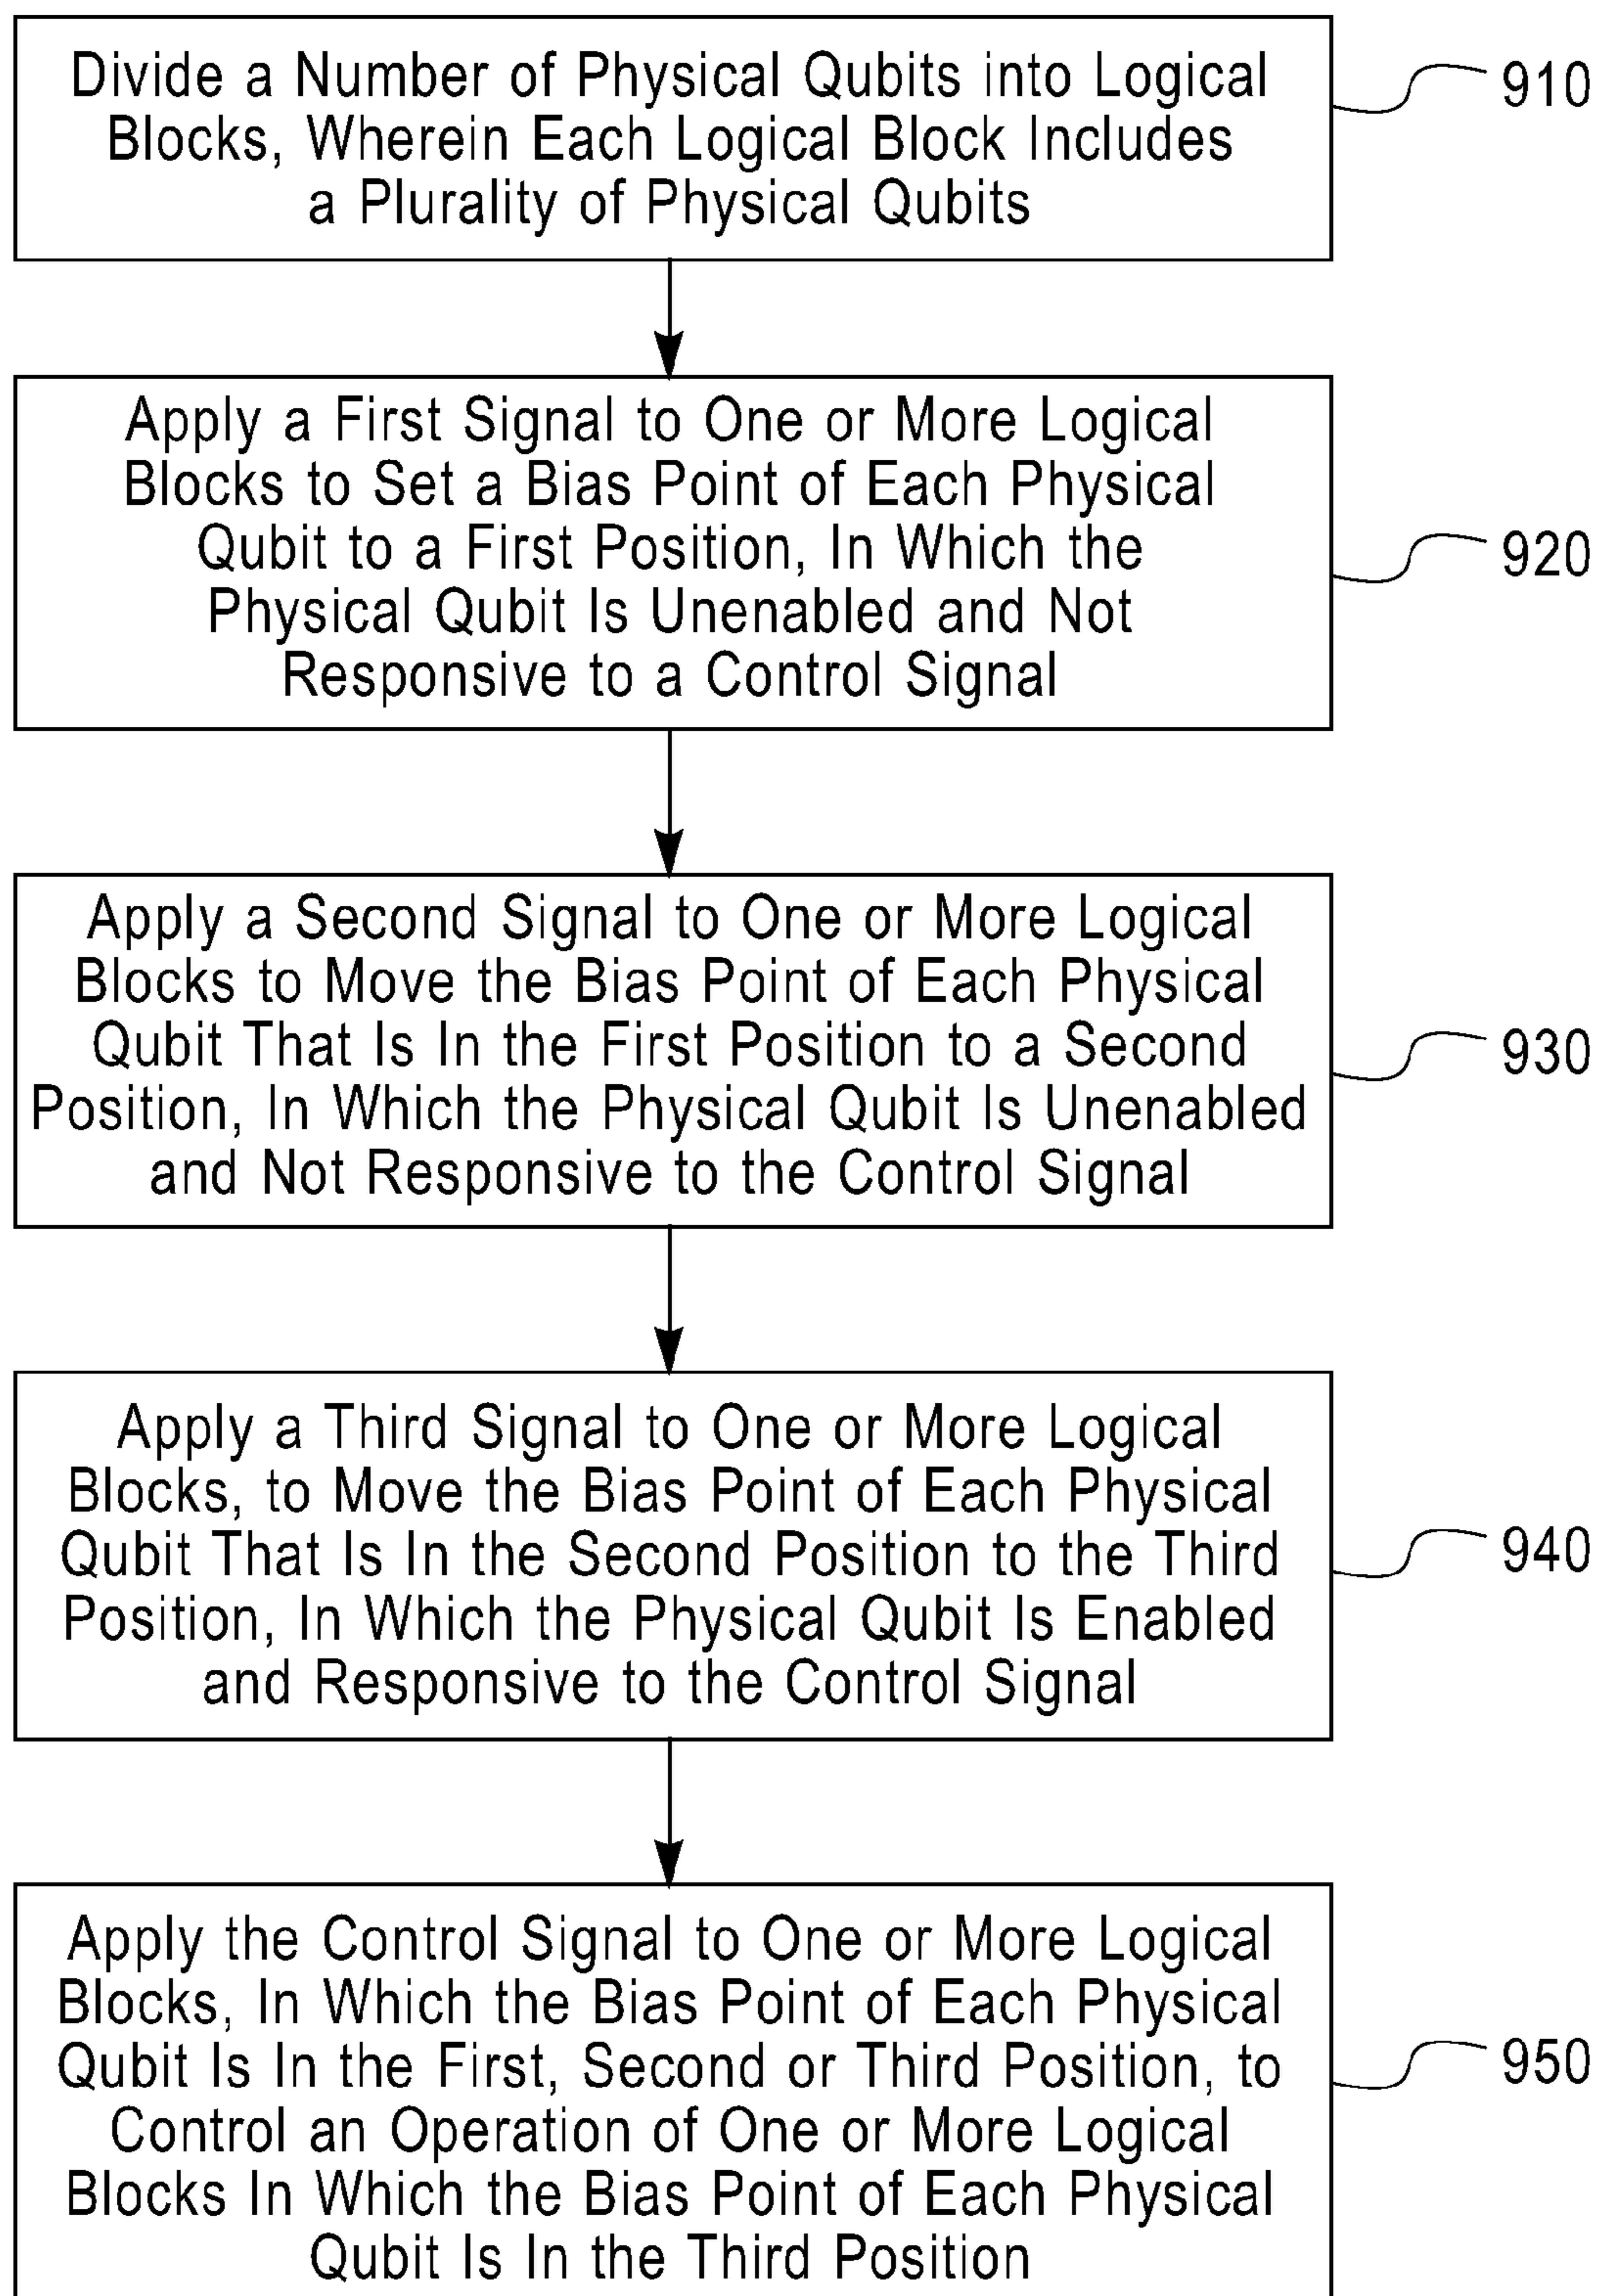 Divide a Number of Physical Qubits into Logical
Blocks, Wherein Each Logical Block Includes
a Plurality of Physical Qubits
910
Apply a First Signal to One or More Logical
Blocks to Set a Bias Point of Each Physical
Qubit to a First Position, In Which the
Physical Qubit Is Unenabled and Not
Responsive to a Control Signal
920
Apply a Second Signal to One or More Logical
Blocks to Move the Bias Point of Each Physical
Qubit That Is In the First Position to a Second
Position, In Which the Physical Qubit Is Unenabled
and Not Responsive to the Control Signal
930
Apply a Third Signal to One or More Logical
Blocks, to Move the Bias Point of Each Physical
Qubit That Is In the Second Position to the Third
Position, In Which the Physical Qubit Is Enabled
and Responsive to the Control Signal
940
Apply the Control Signal to One or More Logical
Blocks, In Which the Bias Point of Each Physical
Qubit Is In the First, Second or Third Position, to
Control an Operation of One or More Logical
Blocks In Which the Bias Point of Each Physical
Qubit Is In the Third Position
950